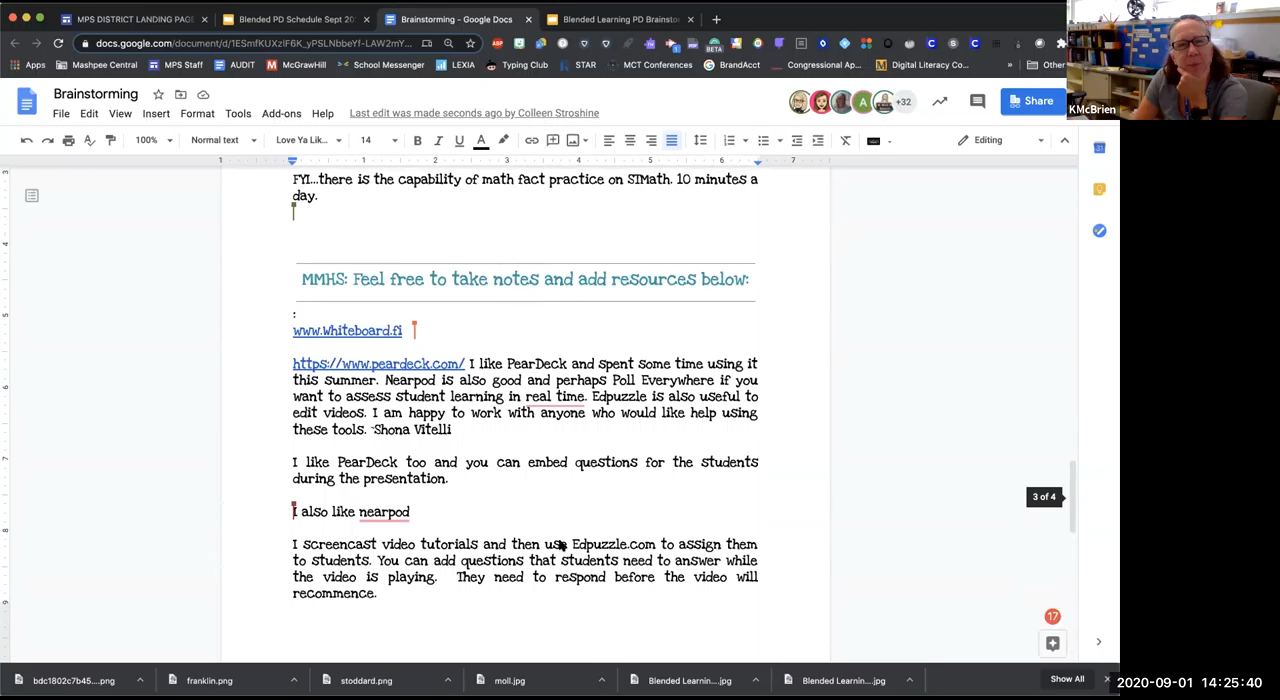 MPS DISTRICT LANDING PAG
Blended PD Schedule Sept 20
Brainstorming - Google Docs
Blended Learning PD Brainsto
docs.google.com/document/d/1ESmfKUXzlF6K_yPSLNbbeYf-LAW2mY...
Apps
Mashpee Central
MPS Staff
AUDIT
McGrawHill
School Messenger
LEXIA
Typing Club
STAR
MCT Conferences
BrandAcct
Congressional Ap...
Digital Literacy Co...
Other
KMcBrien
Brainstorming
File Edit View Insert Format Tools Add-ons Help
Last edit was made seconds ago by Colleen Stroshine
+32
Share
100%
Normal text
Love Ya Lik...
14
Editing
FYI...there is the capability of math fact practice on STMath. 10 minutes a
day.
MMHS: Feel free to take notes and add resources below:
:
www.whiteboard.fi
https://www.peardeck.com/ I like PearDeck and spent some time using it
this summer. Nearpod is also good and perhaps Poll Everywhere if you
want to assess student learning in real time. Edpuzzle is also useful to
edit videos. I am happy to work with anyone who would like help using
these tools. -Shona Vitelli
I like PearDeck too and you can embed questions for the students
during the presentation.
I also like nearpod
I screencast video tutorials and then use Edpuzzle.com to assign them
to students. You can add questions that students need to answer while
the video is playing. They need to respond before the video will
recommence.
3 of 4
17
bdc1802c7b45....png
franklin.png
stoddard.png
moll.jpg
Blended Learnin....jpg
Blended Learnin....jpg
Show All
2020-09-01 14:25:40